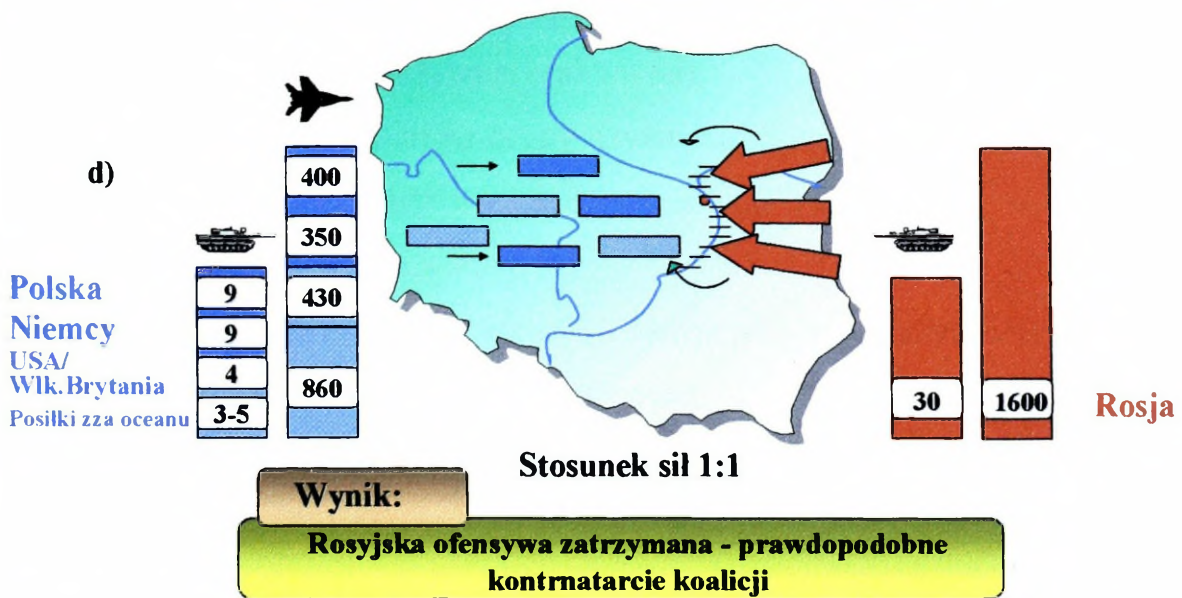 d)
400
350
430
860
Polska
Niemcy
USA/
Wlk.Brytania
Posiłki zza oceanu
9
9
4
3-5
30
1600
Rosja
Stosunek sił 1:1
Wynik:
Rosyjska ofensywa zatrzymana - prawdopodobne
kontrnatarcie koalicji